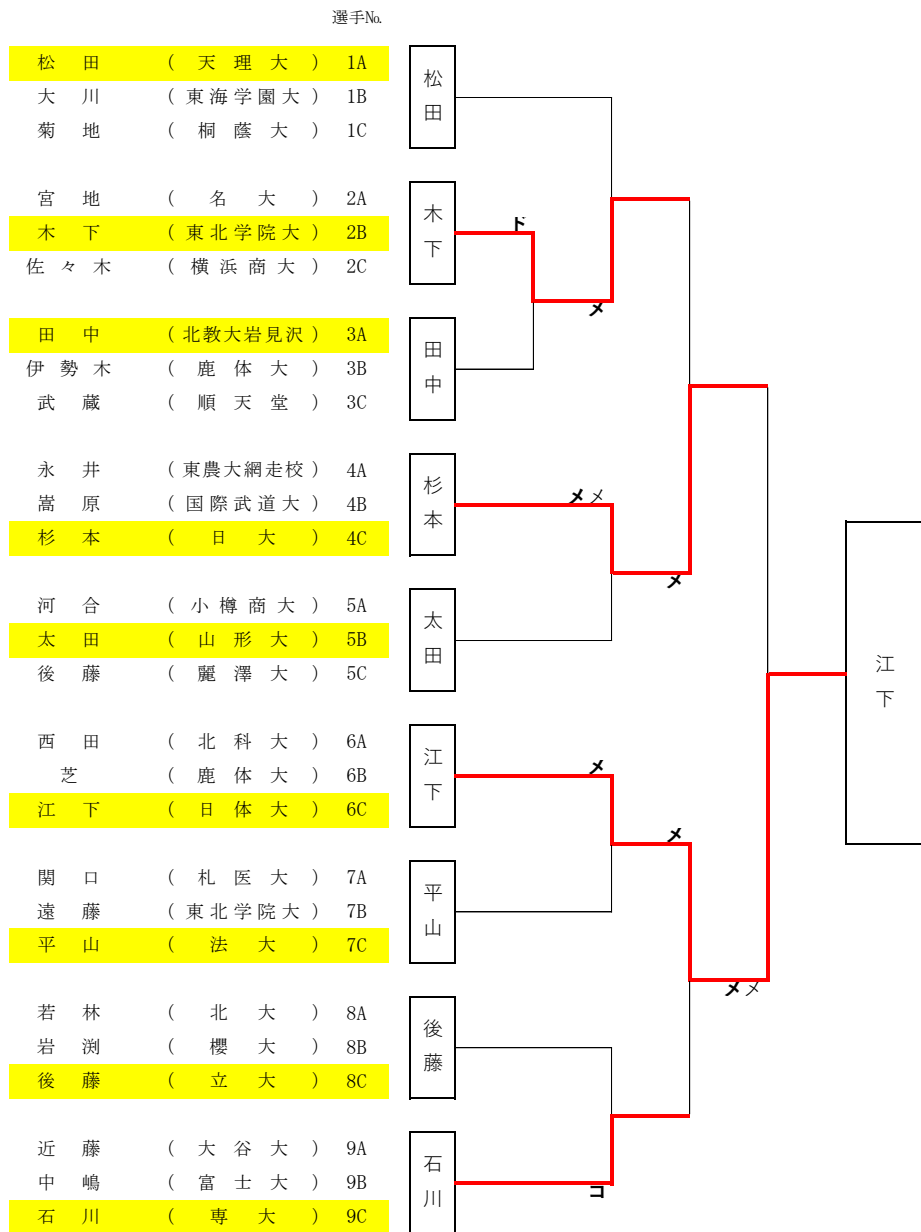 選手№
松田 (天理大) 1A
大川 (東海学園大) 1B
菊地 (桐蔭大) 1C
松田
宮地 (名大) 2A
木下 (東北学院大) 2B
佐々木 (横浜商大) 2C
木下
ド
メ
田中 (北教大岩見沢) 3A
伊勢木 (鹿体大) 3B
武蔵 (順天堂) 3C
田中
永井 (東農大網走校) 4A
嵩原 (国際武道大) 4B
杉本 (日大) 4C
杉本
メメ
メ
河合 (小樽商大) 5A
太田 (山形大) 5B
後藤 (麗澤大) 5C
太田
江下
西田 (北科大) 6A
芝 (鹿体大) 6B
江下 (日体大) 6C
江下
メ
メ
関口 (札医大) 7A
遠藤 (東北学院大) 7B
平山 (法大) 7C
平山
メメ
若林 (北大) 8A
岩渕 (櫻大) 8B
後藤 (立大) 8C
後藤
近藤 (大谷大) 9A
中嶋 (富士大) 9B
石川 (専大) 9C
石川
コ